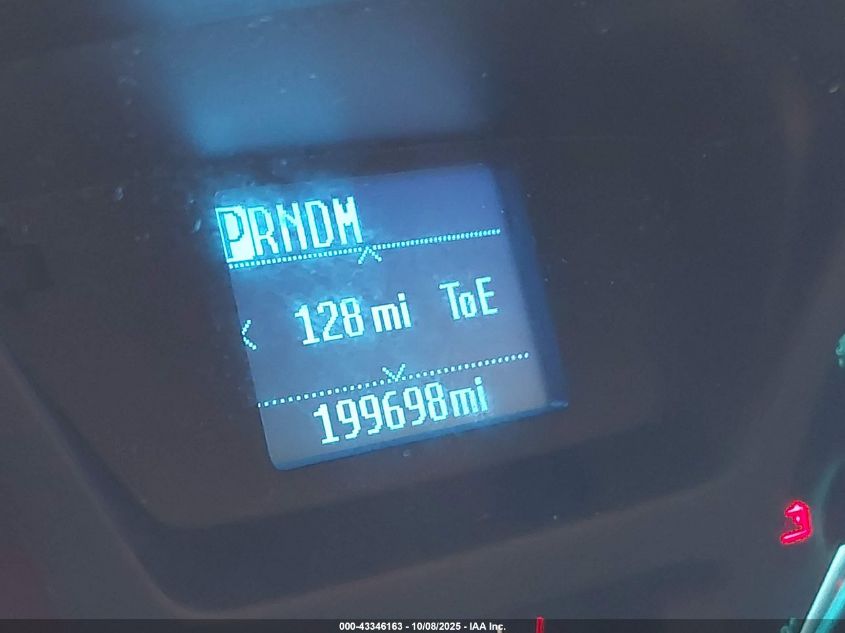 PRNDM
128 mi ToE
199698mi
000-43346163 - 10/08/2025 - IAA Inc.